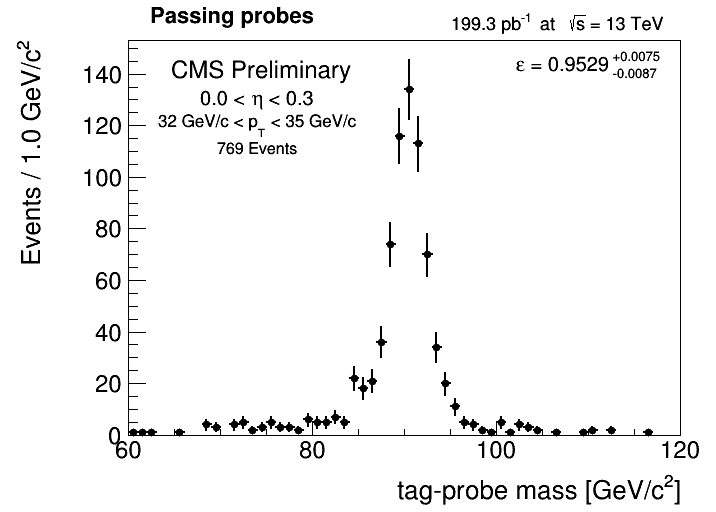 Passing probes
199.3 pb⁻¹ at √s = 13 TeV
CMS Preliminary
0.0 < η < 0.3
32 GeV/c < p_T < 35 GeV/c
769 Events
ε = 0.9529 +0.0075 -0.0087
Events / 1.0 GeV/c²
140
120
100
80
60
40
20
0
60 80 100 120
tag-probe mass [GeV/c²]